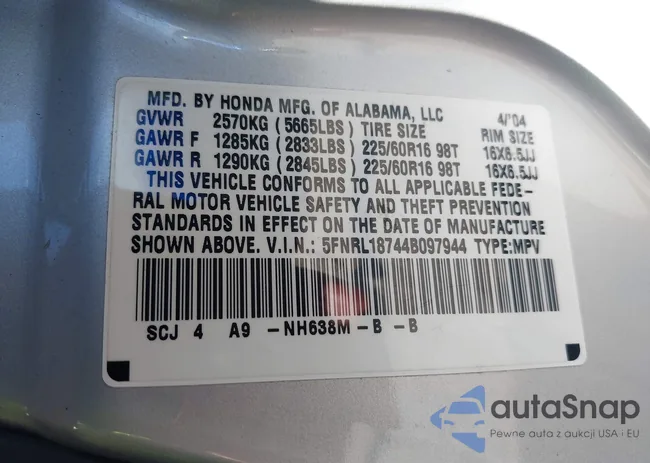 MFD. BY HONDA MFG. OF ALABAMA, LLC 4/'04
GVWR 2570KG (5665LBS) TIRE SIZE RIM SIZE
GAWR F 1285KG (2833LBS) 225/60R16 98T 16X6.5JJ
GAWR R 1290KG (2845LBS) 225/60R16 98T 16X6.5JJ
THIS VEHICLE CONFORMS TO ALL APPLICABLE FEDE-
RAL MOTOR VEHICLE SAFETY AND THEFT PREVENTION
STANDARDS IN EFFECT ON THE DATE OF MANUFACTURE
SHOWN ABOVE. V.I.N.: 5FNRL18744B097944 TYPE:MPV
SCJ 4 A9 -NH638M-B -B
autaSnap
Pewne auta z aukcji USA i EU